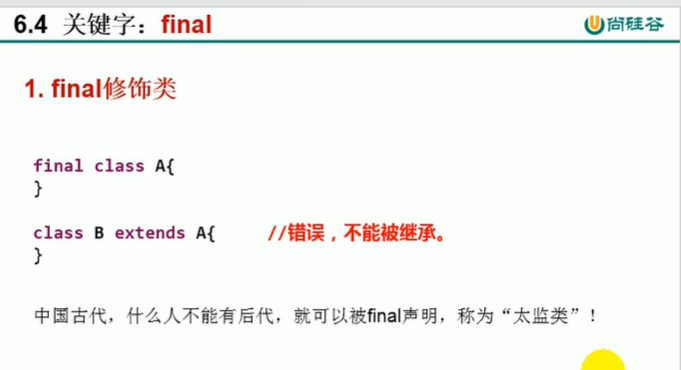 6.4 关键字：final
尚硅谷
1. final修饰类
final class A{
}
class B extends A{ //错误，不能被继承。
}
中国古代，什么人不能有后代，就可以被final声明，称为“太监类”！